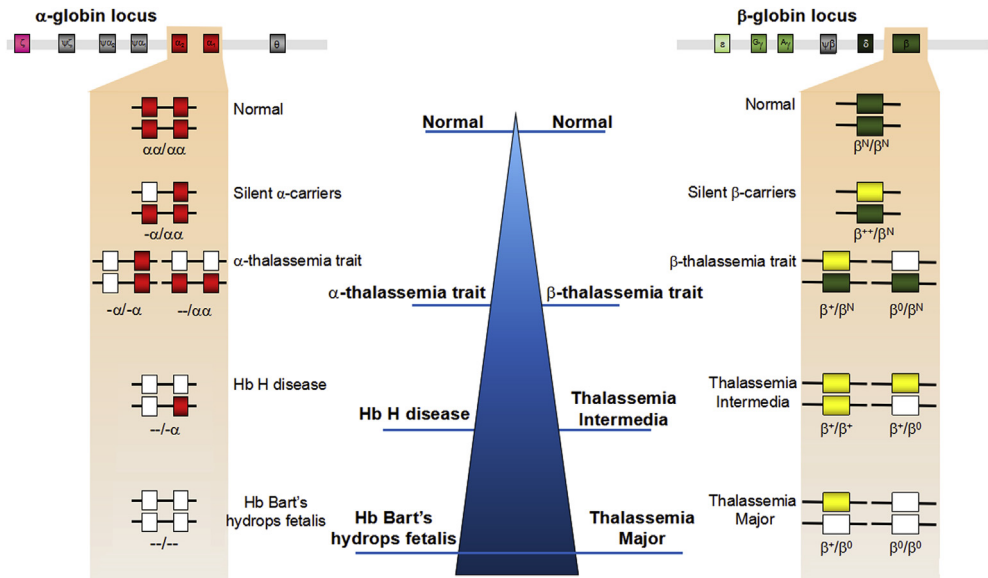 α-globin locus
ζ
ψζ
ψα₂
ψα₁
α₂
α₁
θ
Normal
αα/αα
Silent α-carriers
-α/αα
α-thalassemia trait
-α/-α
--/αα
Hb H disease
--/-α
Hb Bart's
hydrops fetalis
--/--
Normal
Normal
α-thalassemia trait
β-thalassemia trait
Hb H disease
Thalassemia
Intermedia
Hb Bart's
hydrops fetalis
Thalassemia
Major
β-globin locus
ε
Gγ
Aγ
ψβ
δ
β
Normal
βᴺ/βᴺ
Silent β-carriers
β⁺⁺/βᴺ
β-thalassemia trait
β⁺/βᴺ
β⁰/βᴺ
Thalassemia
Intermedia
β⁺/β⁺
β⁺/β⁰
Thalassemia
Major
β⁺/β⁰
β⁰/β⁰